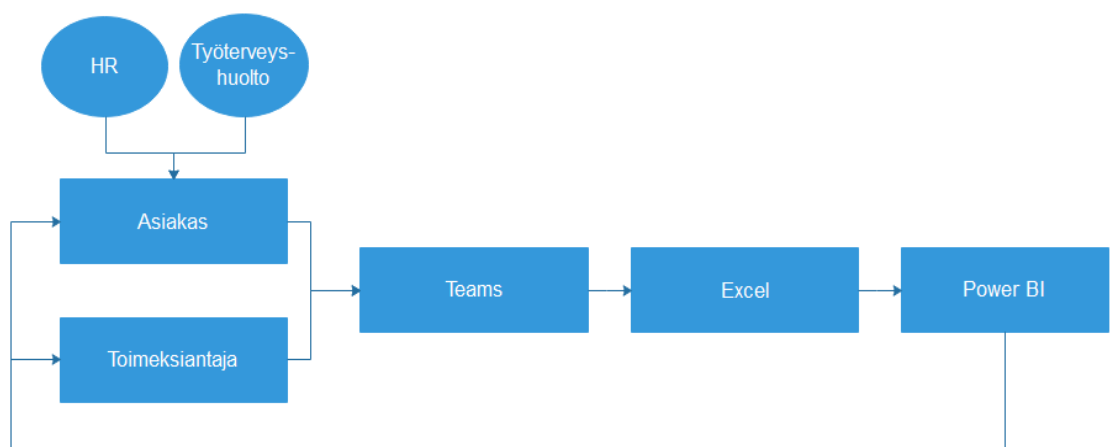 HR
Työterveys-
huolto
Asiakas
Teams
Excel
Power BI
Toimeksiantaja